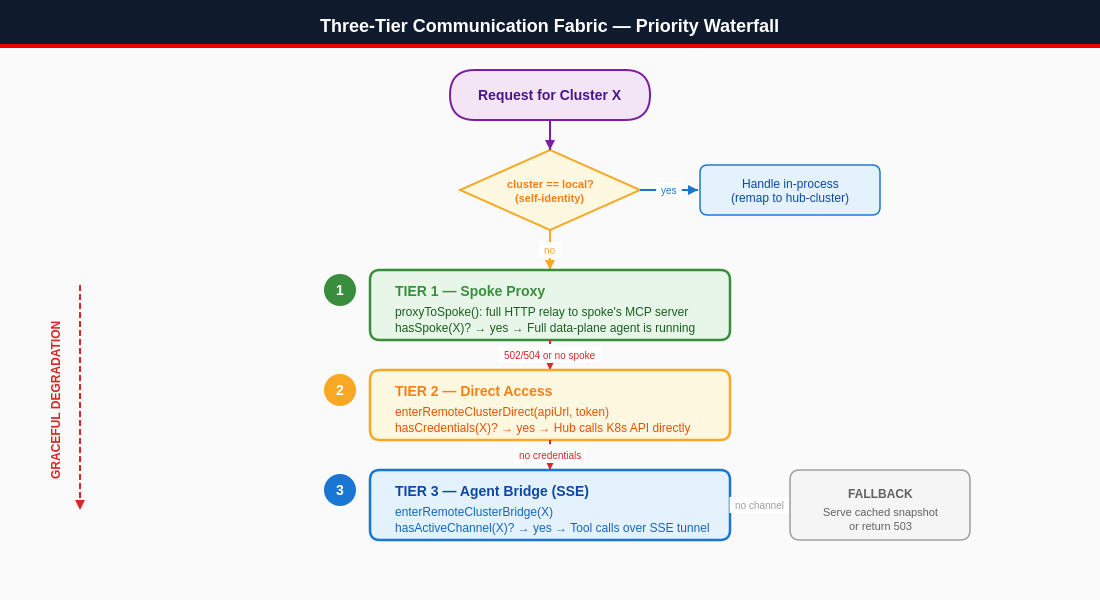 Three-Tier Communication Fabric — Priority Waterfall
Request for Cluster X
cluster == local?
(self-identity)
yes
Handle in-process
(remap to hub-cluster)
no
1
TIER 1 — Spoke Proxy
proxyToSpoke(): full HTTP relay to spoke's MCP server
hasSpoke(X)? → yes → Full data-plane agent is running
502/504 or no spoke
2
TIER 2 — Direct Access
enterRemoteClusterDirect(apiUrl, token)
hasCredentials(X)? → yes → Hub calls K8s API directly
no credentials
3
TIER 3 — Agent Bridge (SSE)
enterRemoteClusterBridge(X)
hasActiveChannel(X)? → yes → Tool calls over SSE tunnel
no channel
FALLBACK
Serve cached snapshot
or return 503
GRACEFUL DEGRADATION